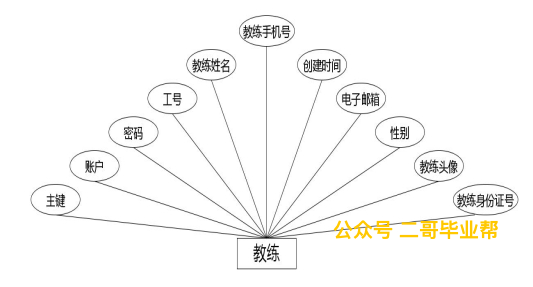 教练手机号
教练姓名
创建时间
工号
电子邮箱
密码
性别
账户
教练头像
主键
教练身份证号
公众号 二哥毕业帮
教练